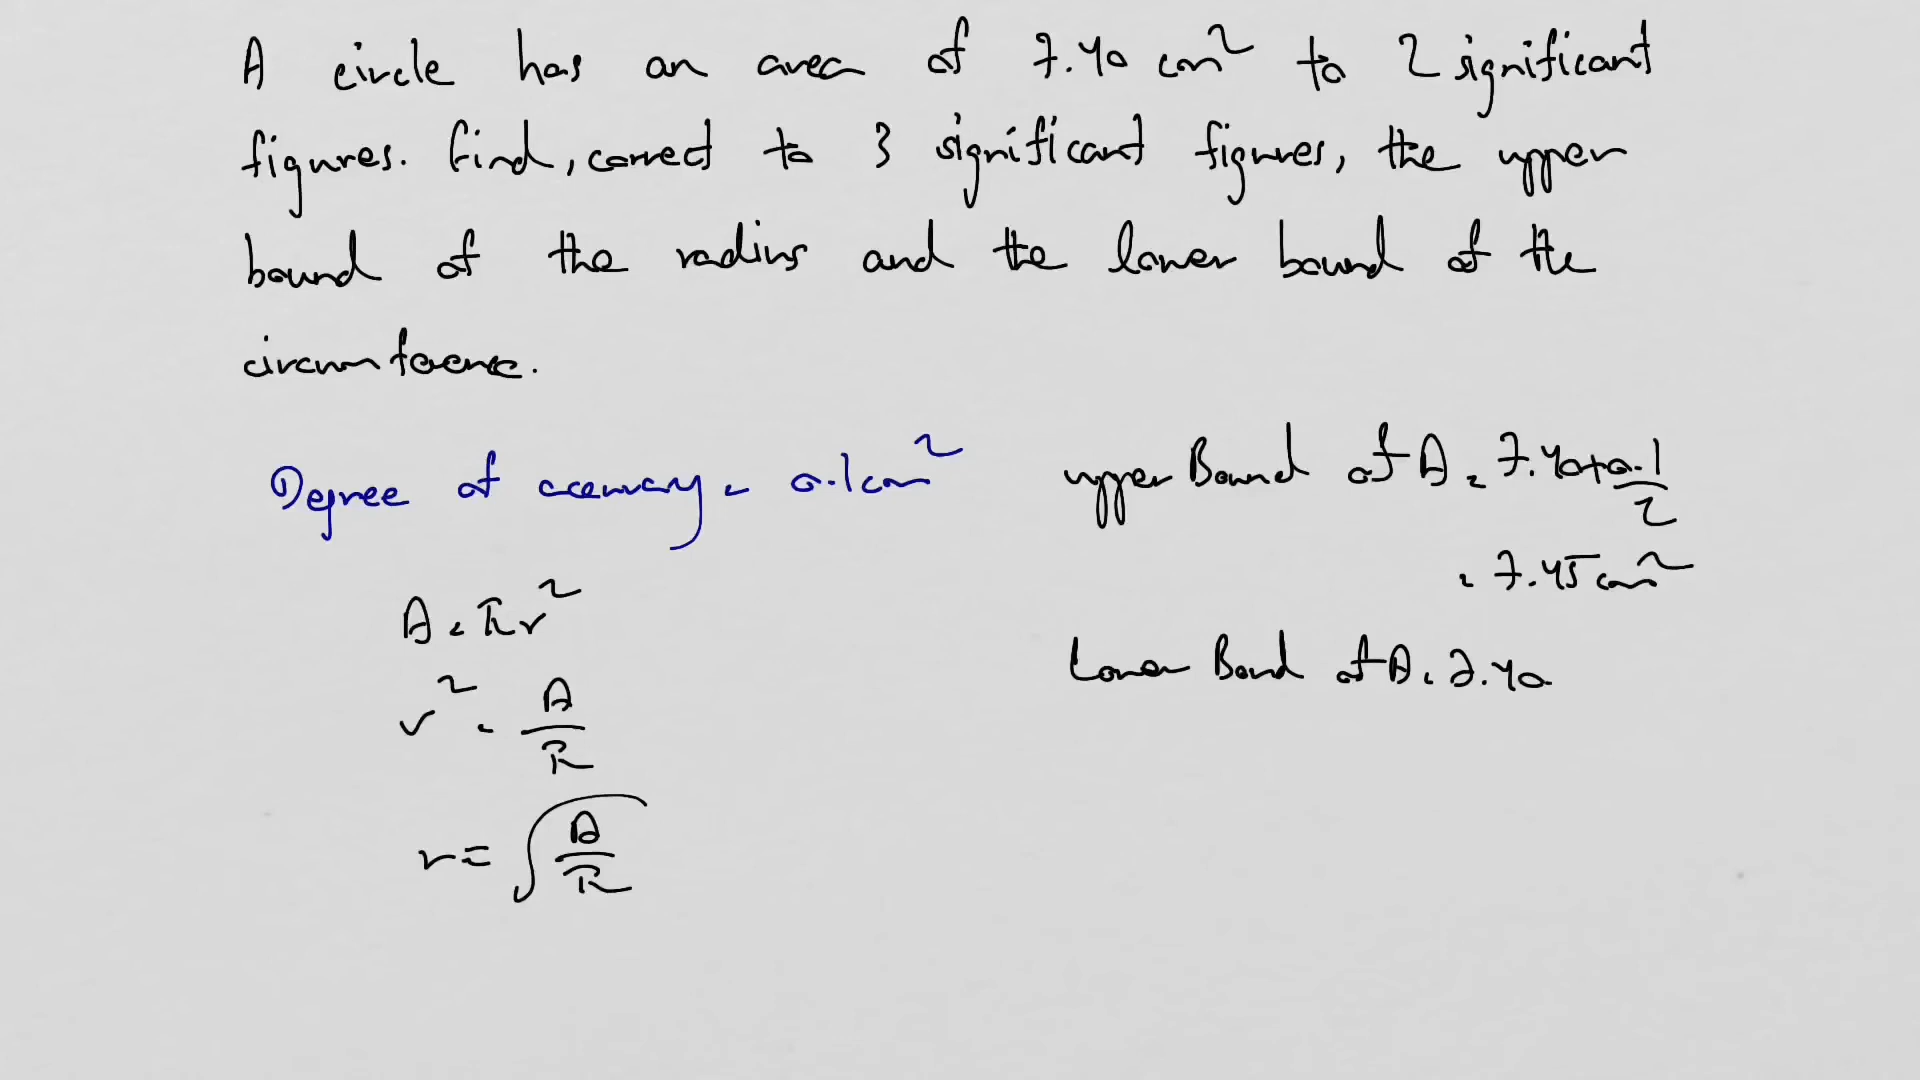 A circle has an area of 7.40 cm² to 2 significant
figures. Find, correct to 3 significant figures, the upper
bound of the radius and the lower bound of the
circumference.
Degree of accuracy = 0.1cm²
A = πr²
r² = A/π
r = √(A/π)
upper Bound of A = 7.40+0.1/2
= 7.45 cm²
Lower Bound of A = 7.40